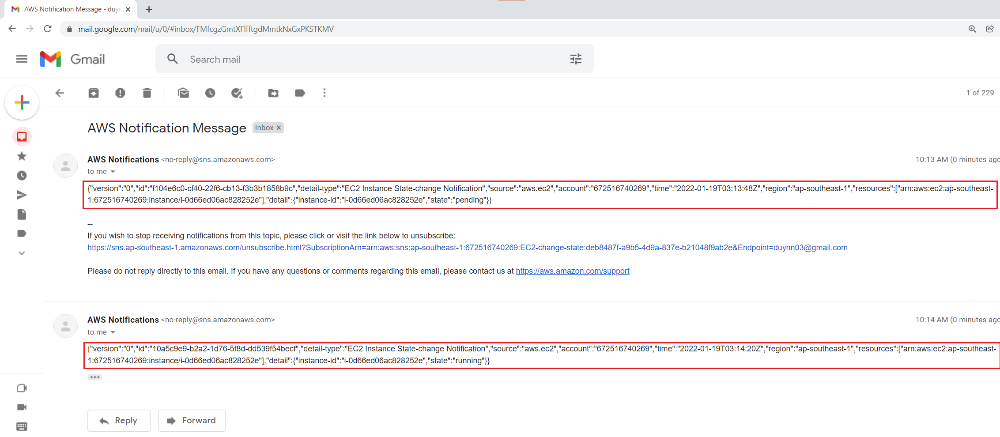 AWS Notification Message - duyn
mail.google.com/mail/u/0/#inbox/FMfcgzGmtXFlfftgdMmtkNxGxPKSTKMV
Gmail
Search mail
1 of 229
AWS Notification Message Inbox ×
AWS Notifications <no-reply@sns.amazonaws.com> 10:13 AM (0 minutes ago
to me
{"version":"0","id":"f104e6c0-cf40-22f6-cb13-f3b3b1858b9c","detail-type":"EC2 Instance State-change Notification","source":"aws.ec2","account":"672516740269","time":"2022-01-19T03:13:48Z","region":"ap-southeast-1","resources":["arn:aws:ec2:ap-southeast-
1:672516740269:instance/i-0d66ed06ac828252e"],"detail":{"instance-id":"i-0d66ed06ac828252e","state":"pending"}}
--
If you wish to stop receiving notifications from this topic, please click or visit the link below to unsubscribe:
https://sns.ap-southeast-1.amazonaws.com/unsubscribe.html?SubscriptionArn=arn:aws:sns:ap-southeast-1:672516740269:EC2-change-state:deb8487f-a9b5-4d9a-837e-b21048f9ab2e&Endpoint=duynn03@gmail.com
Please do not reply directly to this email. If you have any questions or comments regarding this email, please contact us at https://aws.amazon.com/support
AWS Notifications <no-reply@sns.amazonaws.com> 10:14 AM (0 minutes ago
to me
{"version":"0","id":"10a5c9e9-b2a2-1d76-5f8d-dd539f54becf","detail-type":"EC2 Instance State-change Notification","source":"aws.ec2","account":"672516740269","time":"2022-01-19T03:14:20Z","region":"ap-southeast-1","resources":["arn:aws:ec2:ap-southeast-
1:672516740269:instance/i-0d66ed06ac828252e"],"detail":{"instance-id":"i-0d66ed06ac828252e","state":"running"}}
Reply Forward